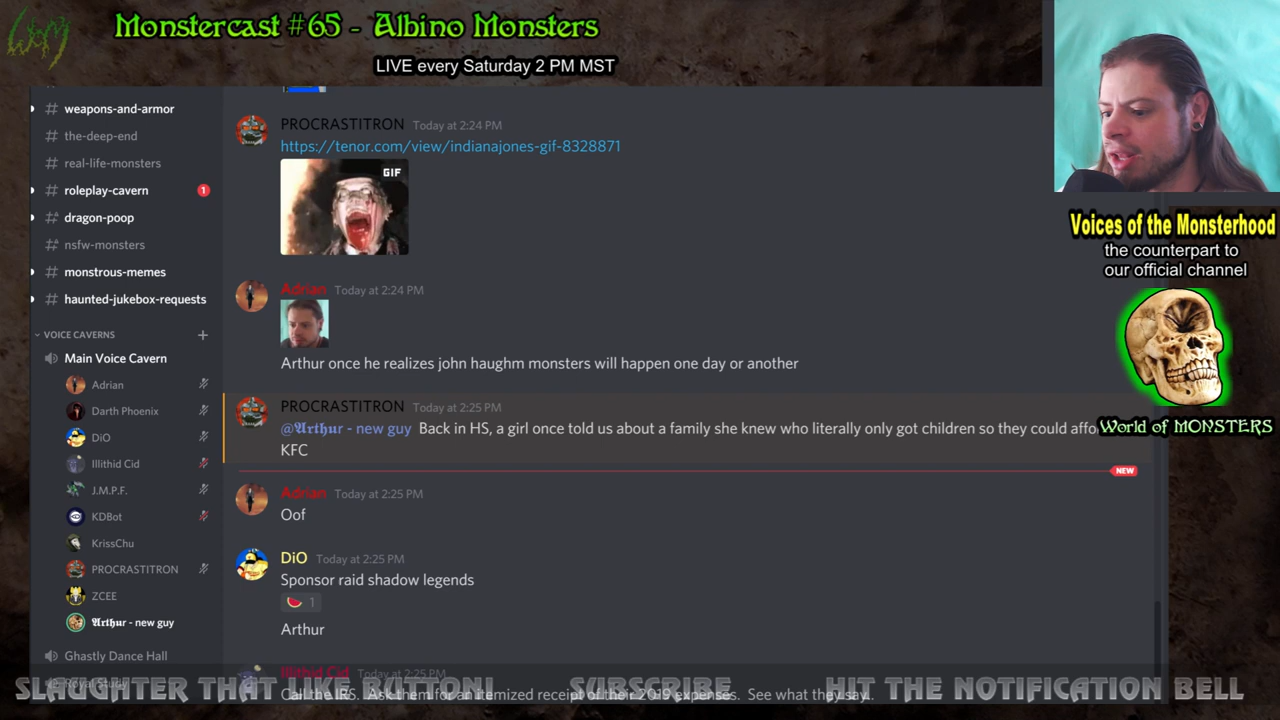 WoM
Monstercast #65 - Albino Monsters
LIVE every Saturday 2 PM MST
# weapons-and-armor
# the-deep-end
# real-life-monsters
# roleplay-cavern 1
# dragon-poop
# nsfw-monsters
# monstrous-memes
# haunted-jukebox-requests
VOICE CAVERNS +
Main Voice Cavern
Adrian
Darth Phoenix
DiO
Illithid Cid
J.M.P.F.
KDBot
KrissChu
PROCRASTITRON
ZCEE
𝕬𝖗𝖙𝖍𝖚r - new guy
Ghastly Dance Hall
Royal Study
PROCRASTITRON Today at 2:24 PM
https://tenor.com/view/indianajones-gif-8328871
GIF
Adrian Today at 2:24 PM
Arthur once he realizes john haughm monsters will happen one day or another
PROCRASTITRON Today at 2:25 PM
@𝕬𝖗𝖙𝖍𝖚r - new guy Back in HS, a girl once told us about a family she knew who literally only got children so they could affo
KFC
NEW
Adrian Today at 2:25 PM
Oof
DiO Today at 2:25 PM
Sponsor raid shadow legends
1
Arthur
Illithid Cid Today at 2:25 PM
Call the IRS. Ask them for an itemized receipt of their 2019 expenses. See what they say..
Voices of the Monsterhood
the counterpart to
our official channel
World of MONSTERS
SLAUGHTER THAT LIKE BUTTON! SUBSCRIBE HIT THE NOTIFICATION BELL